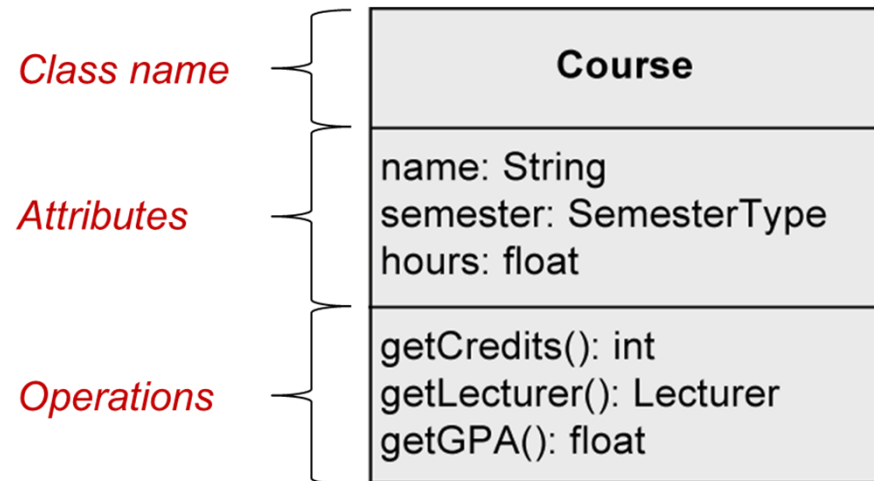 Class name
Course
Attributes
name: String
semester: SemesterType
hours: float
Operations
getCredits(): int
getLecturer(): Lecturer
getGPA(): float